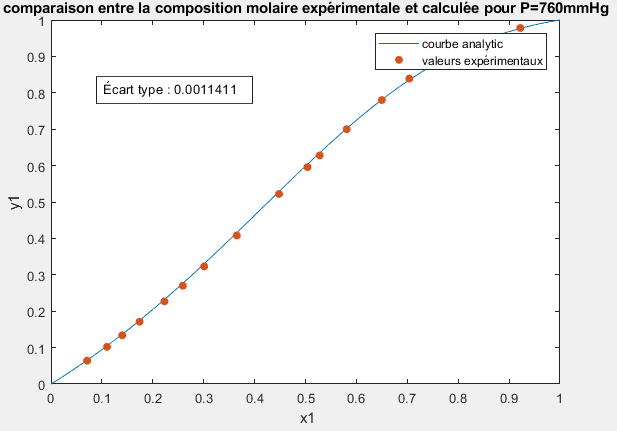 comparaison entre la composition molaire expérimentale et calculée pour P=760mmHg
courbe analytic
valeurs expérimentaux
Écart type : 0.0011411
1
0.9
0.8
0.7
0.6
0.5
0.4
0.3
0.2
0.1
0
y1
0 0.1 0.2 0.3 0.4 0.5 0.6 0.7 0.8 0.9 1
x1